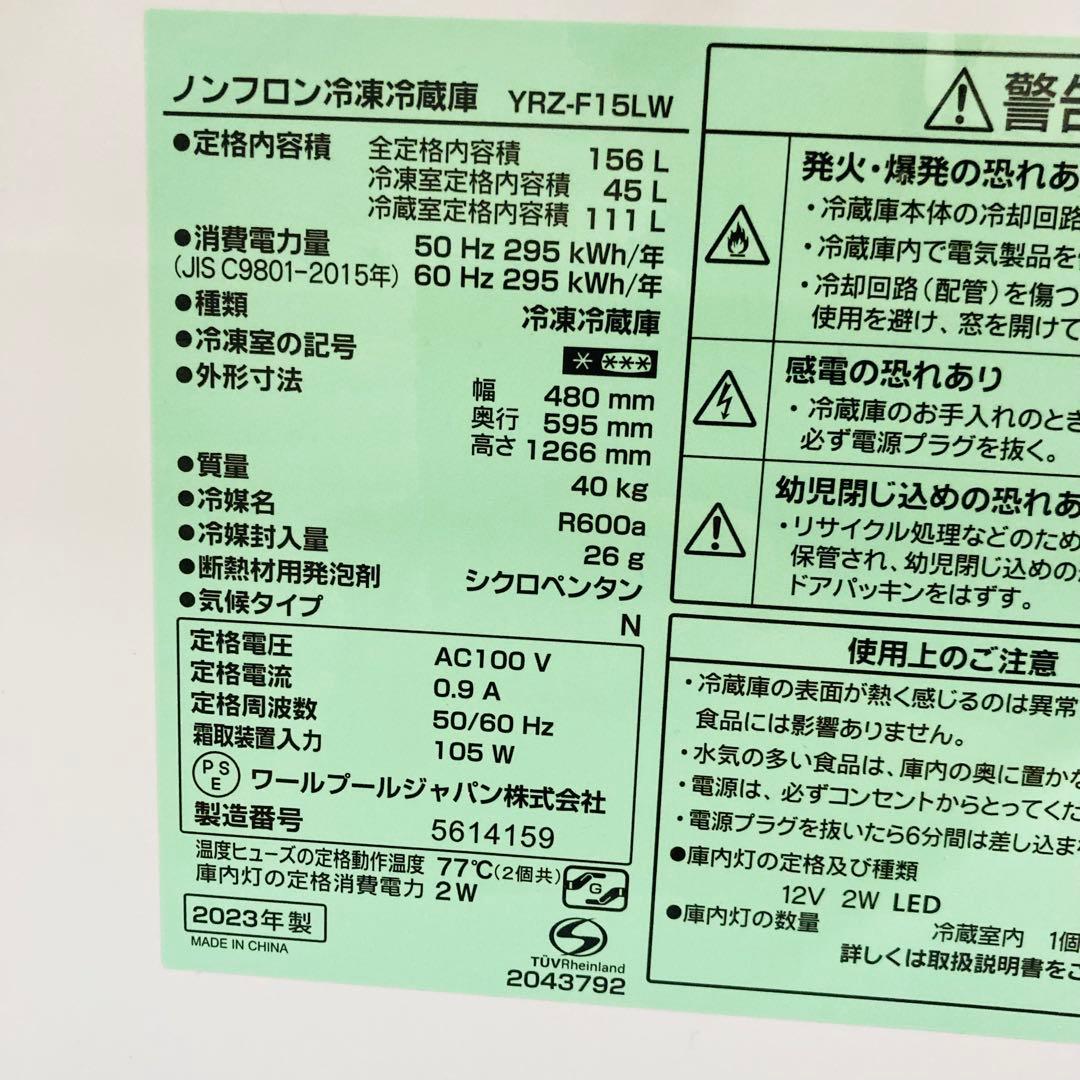 ノンフロン冷凍冷蔵庫 YRZ-F15LW
●定格内容積 全定格内容積 156 L
冷凍室定格内容積 45 L
冷蔵室定格内容積 111 L
●消費電力量 50 Hz 295 kWh/年
(JIS C9801-2015年) 60 Hz 295 kWh/年
●種類 冷凍冷蔵庫
●冷凍室の記号 * ***
●外形寸法 幅 480 mm
奥行 595 mm
高さ 1266 mm
●質量 40 kg
●冷媒名 R600a
●冷媒封入量 26 g
●断熱材用発泡剤 シクロペンタン
●気候タイプ N
定格電圧 AC100 V
定格電流 0.9 A
定格周波数 50/60 Hz
霜取装置入力 105 W
PSE ワールプールジャパン株式会社
製造番号 5614159
温度ヒューズの定格動作温度 77℃(2個共)
庫内灯の定格消費電力 2W
G
2023年製
MADE IN CHINA
TÜVRheinland
2043792
警告
発火・爆発の恐れあ
・冷蔵庫本体の冷却回路
・冷蔵庫内で電気製品を
・冷却回路(配管)を傷つ
使用を避け、窓を開けて
感電の恐れあり
・冷蔵庫のお手入れのとき
必ず電源プラグを抜く。
幼児閉じ込めの恐れあ
・リサイクル処理などのため
保管され、幼児閉じ込めの
ドアパッキンをはずす。
使用上のご注意
・冷蔵庫の表面が熱く感じるのは異常
食品には影響ありません。
・水気の多い食品は、庫内の奥に置かな
・電源は、必ずコンセントからとってくだ
・電源プラグを抜いたら6分間は差し込ま
●庫内灯の定格及び種類
12V 2W LED
●庫内灯の数量
冷蔵室内 1個
詳しくは取扱説明書をご